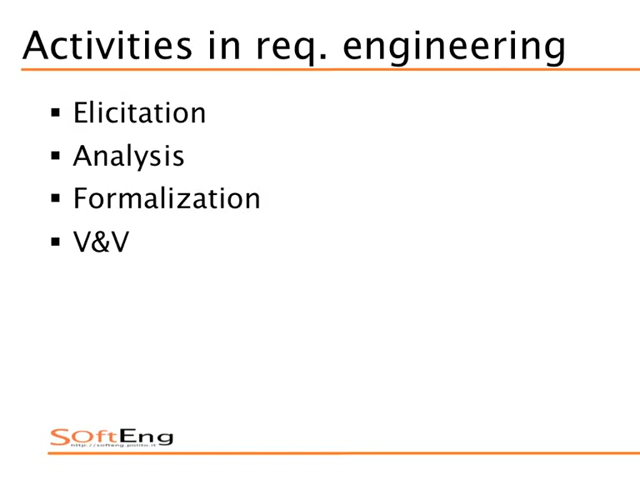 Activities in req. engineering
▪ Elicitation
▪ Analysis
▪ Formalization
▪ V&V
SOftEng
http://softeng.polito.it